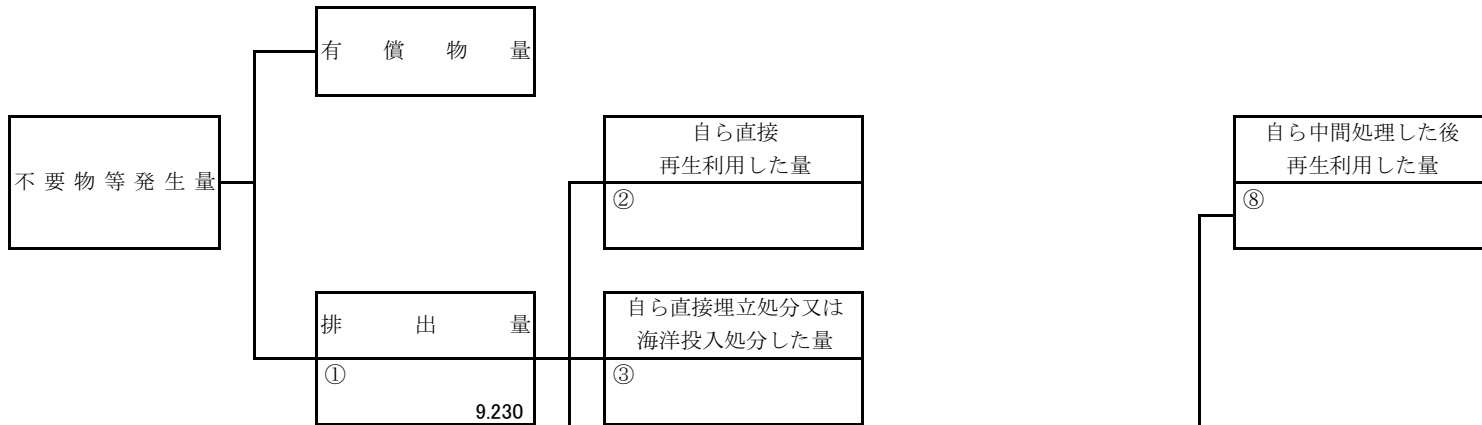 有償物量
不要物等発生量
自ら直接
再生利用した量
②
自ら中間処理した後
再生利用した量
⑧
排出量
①
9.230
自ら直接埋立処分又は
海洋投入処分した量
③